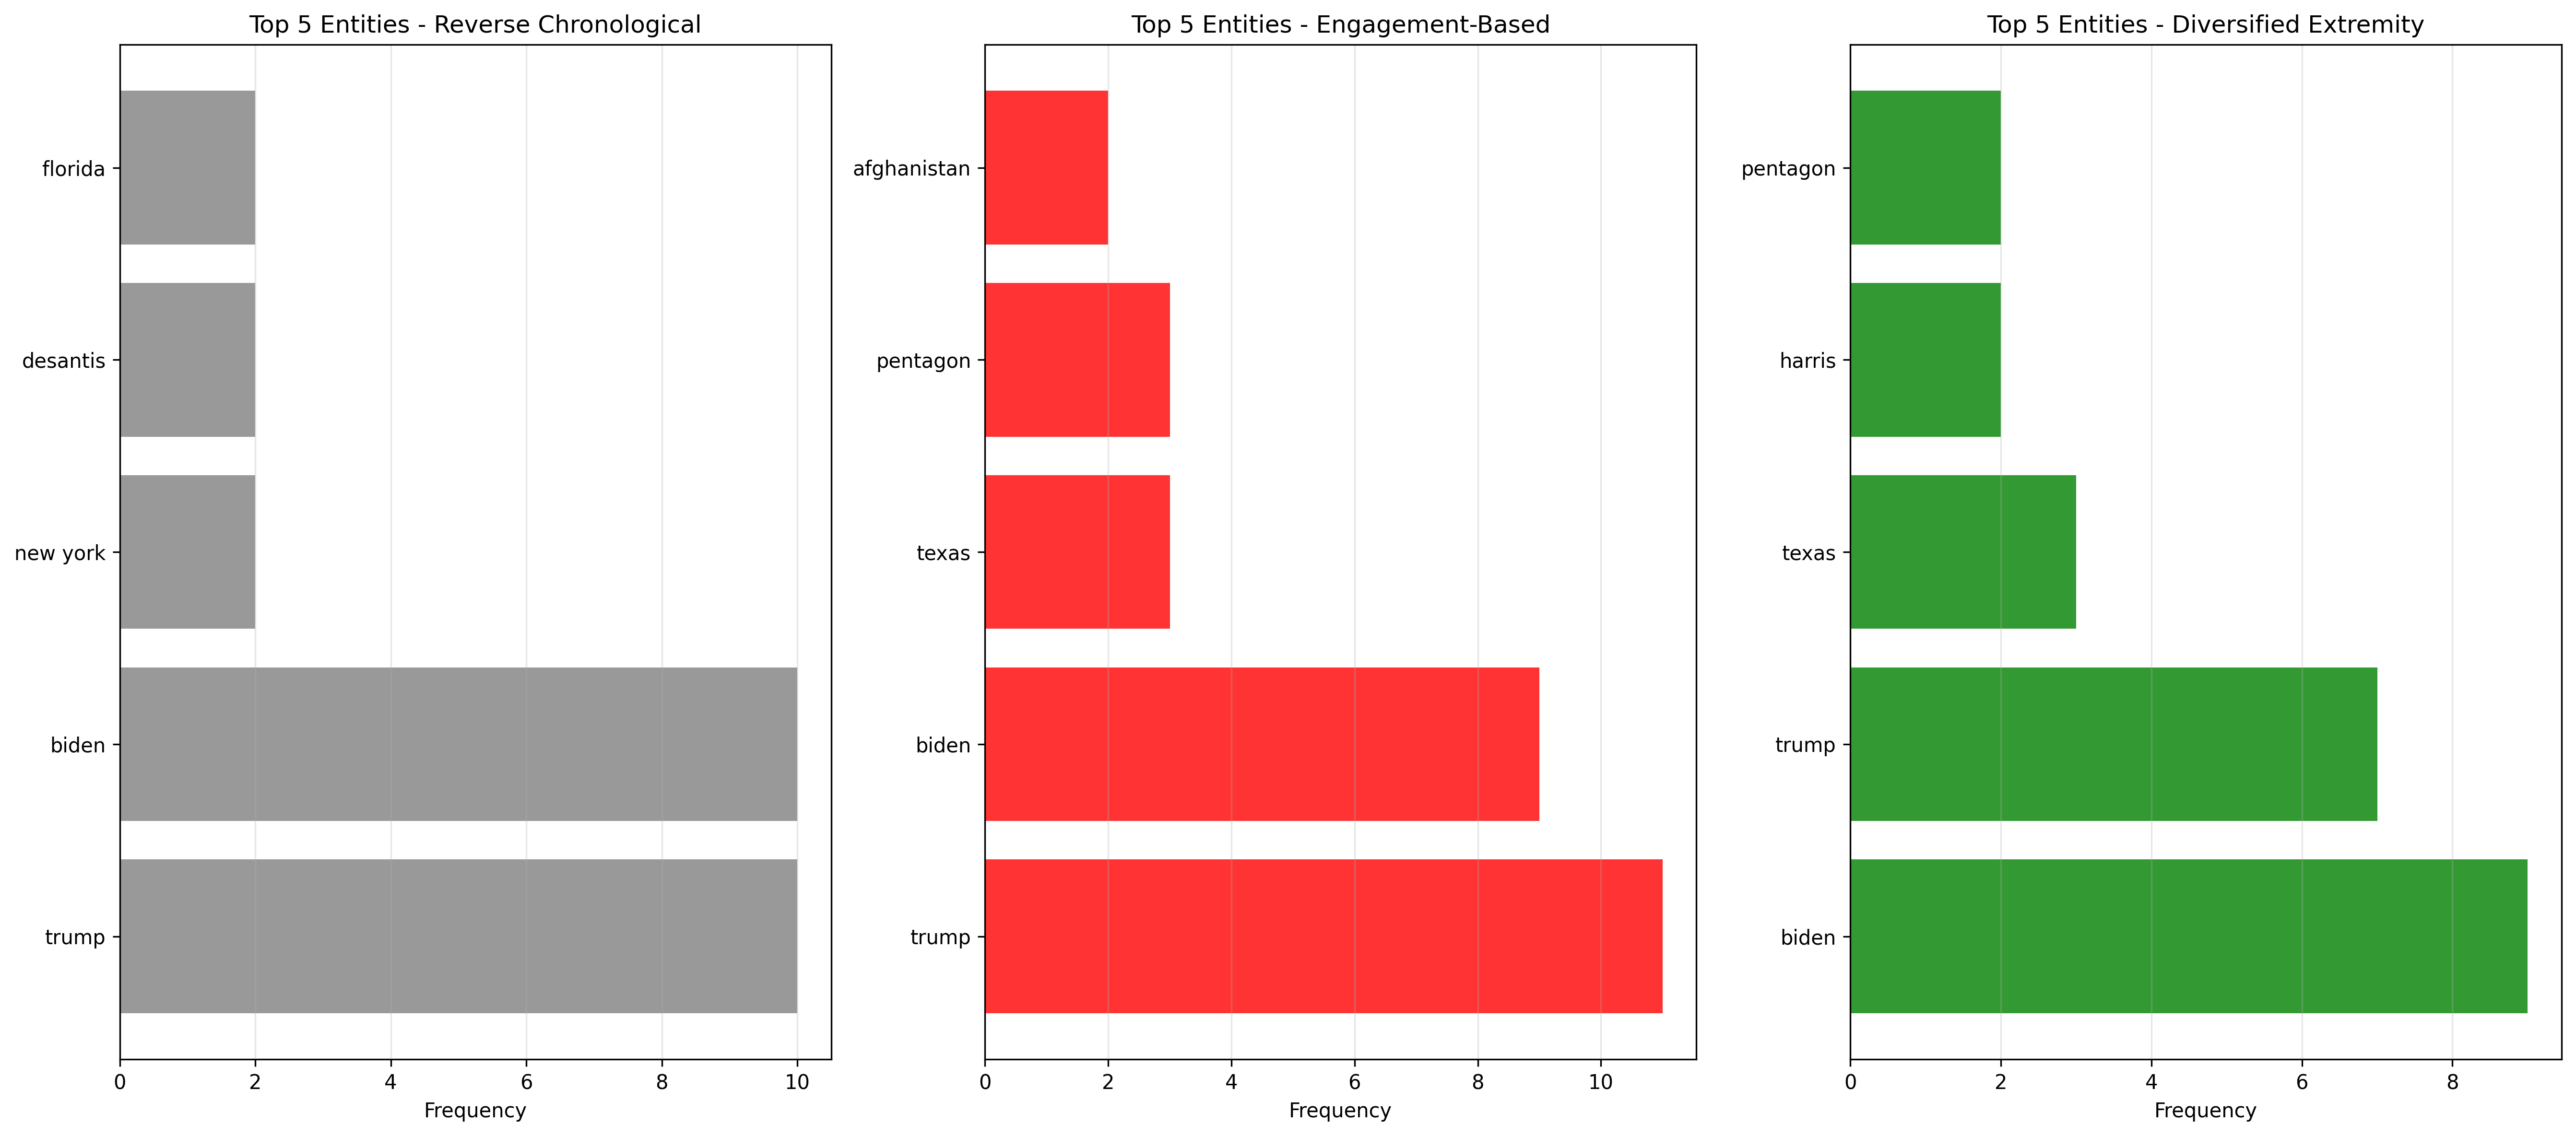 Top 5 Entities - Reverse Chronological
florida
desantis
new york
biden
trump
0 2 4 6 8 10
Frequency
Top 5 Entities - Engagement-Based
afghanistan
pentagon
texas
biden
trump
0 2 4 6 8 10
Frequency
Top 5 Entities - Diversified Extremity
pentagon
harris
texas
trump
biden
0 2 4 6 8
Frequency